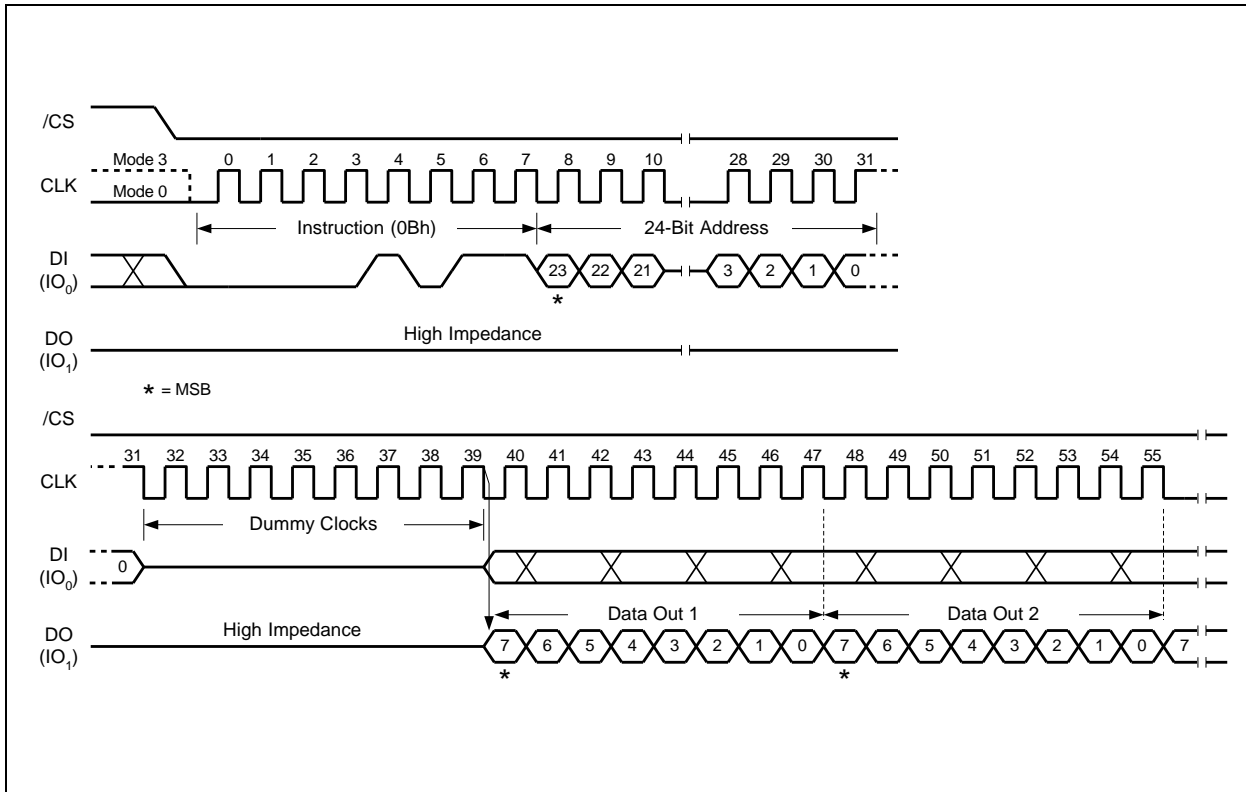 /CS
Mode 3 0 1 2 3 4 5 6 7 8 9 10 28 29 30 31
CLK
Mode 0
Instruction (0Bh) 24-Bit Address
DI
(IO0) 23 22 21 3 2 1 0
*
DO High Impedance
(IO1)
* = MSB
/CS
31 32 33 34 35 36 37 38 39 40 41 42 43 44 45 46 47 48 49 50 51 52 53 54 55
CLK
Dummy Clocks
DI
(IO0) 0
Data Out 1 Data Out 2
DO High Impedance
(IO1) 7 6 5 4 3 2 1 0 7 6 5 4 3 2 1 0 7
* *